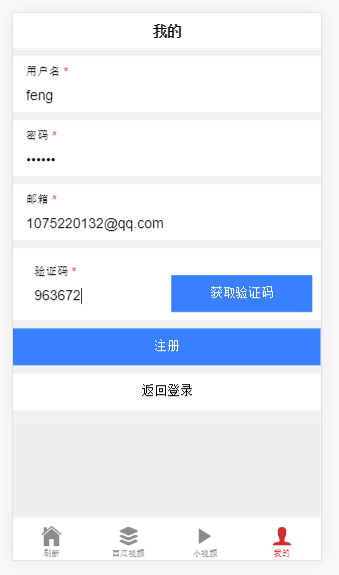 我的
用户名 *
feng
密码 *
••••••
邮箱 *
1075220132@qq.com
验证码 *
963672
获取验证码
注册
返回登录
刷新
西瓜视频
小视频
我的